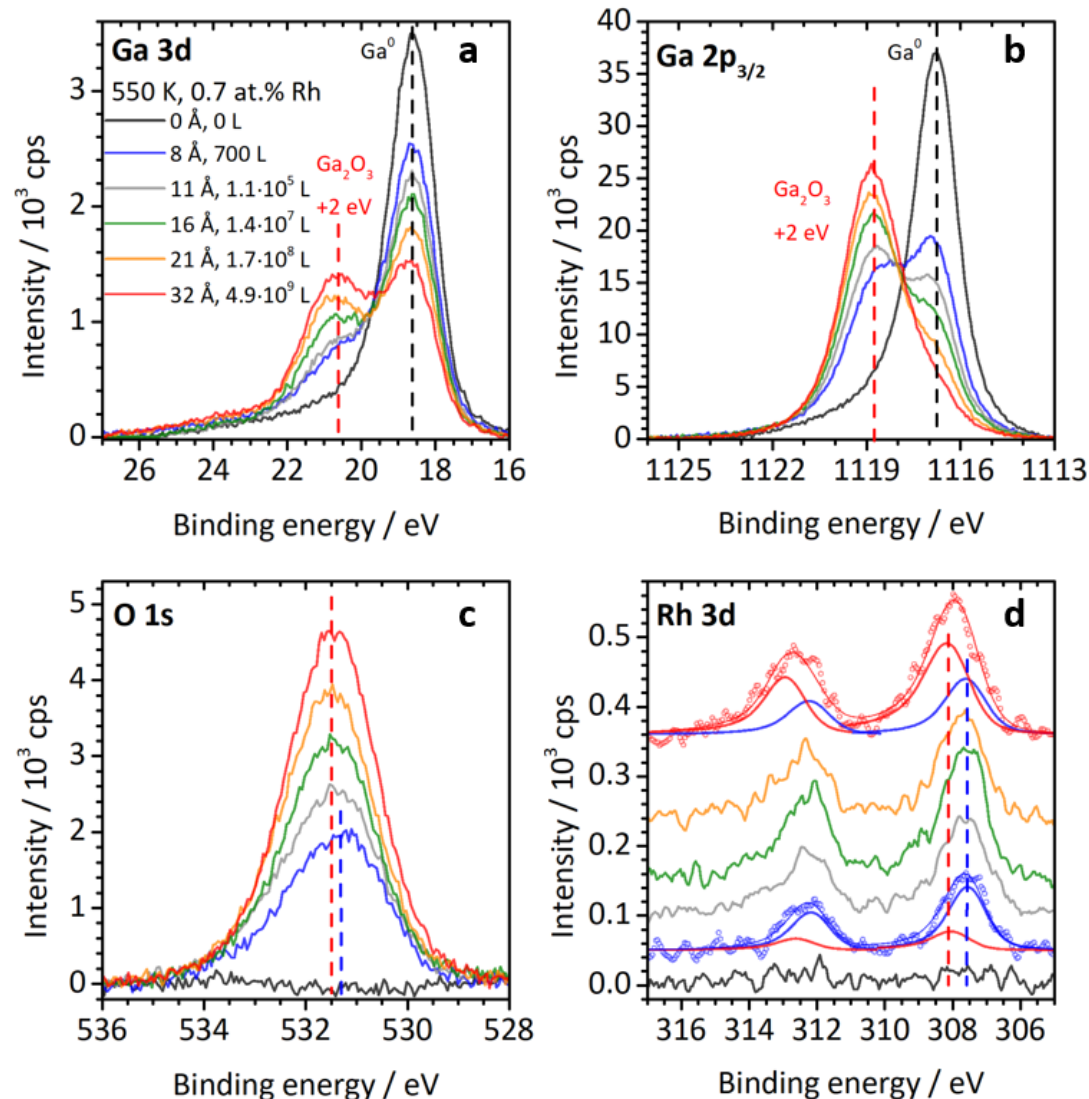 Ga 3d
Ga⁰
a
550 K, 0.7 at.% Rh
0 Å, 0 L
8 Å, 700 L
11 Å, 1.1·10⁵ L
16 Å, 1.4·10⁷ L
21 Å, 1.7·10⁸ L
32 Å, 4.9·10⁹ L
Ga₂O₃
+2 eV
Intensity / 10³ cps
0
1
2
3
26 24 22 20 18 16
Binding energy / eV
Ga 2p₃/₂
Ga⁰
b
Ga₂O₃
+2 eV
Intensity / 10³ cps
0
5
10
15
20
25
30
35
40
1125 1122 1119 1116 1113
Binding energy / eV
O 1s
c
Intensity / 10³ cps
0
1
2
3
4
5
536 534 532 530 528
Binding energy / eV
Rh 3d
d
Intensity / 10³ cps
0.0
0.1
0.2
0.3
0.4
0.5
316 314 312 310 308 306
Binding energy / eV